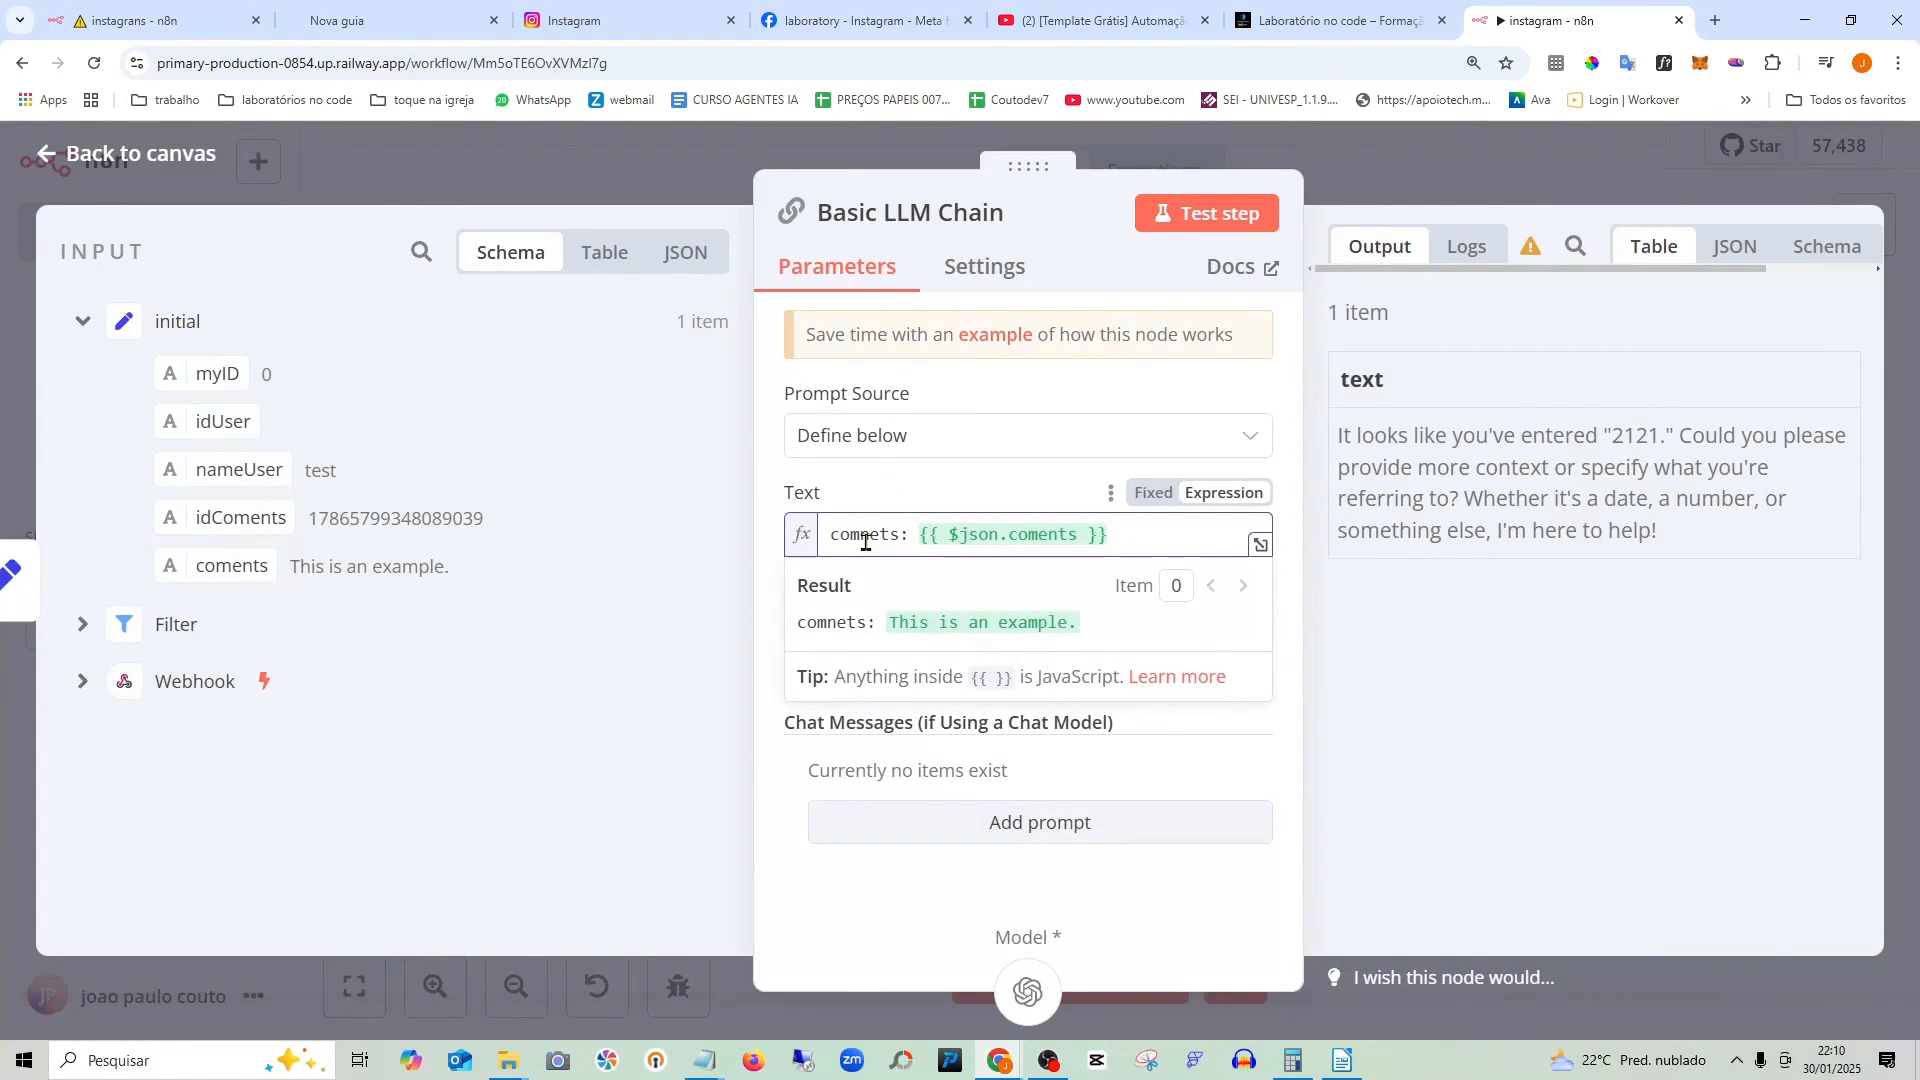 instagrans - n8n
Nova guia
Instagram
laboratory - Instagram - Meta f
(2) [Template Grátis] Automaçã
Laboratório no code – Formaçã
instagram - n8n
primary-production-0854.up.railway.app/workflow/Mm5oTE6OvXVMzI7g
Apps
trabalho
laboratórios no code
toque na igreja
WhatsApp
webmail
CURSO AGENTES IA
PREÇOS PAPEIS 007...
Coutodev7
www.youtube.com
SEI - UNIVESP_1.1.9....
https://apoiotech.m...
Ava
Login | Workover
Todos os favoritos
Back to canvas
n8n
Star
57,438
Basic LLM Chain
Test step
INPUT
Schema
Table
JSON
Parameters
Settings
Docs
Output
Logs
Table
JSON
Schema
initial
1 item
myID
0
idUser
nameUser
test
idComents
17865799348089039
coments
This is an example.
Filter
Webhook
Save time with an example of how this node works
Prompt Source
Define below
Text
Fixed
Expression
fx
comnets: {{ $json.coments }}
Result
Item
0
comnets: This is an example.
Tip: Anything inside {{ }} is JavaScript. Learn more
Chat Messages (if Using a Chat Model)
Currently no items exist
Add prompt
Model *
1 item
text
It looks like you've entered "2121." Could you please
provide more context or specify what you're
referring to? Whether it's a date, a number, or
something else, I'm here to help!
I wish this node would...
JP
joao paulo couto
Pesquisar
22°C Pred. nublado
22:10
30/01/2025